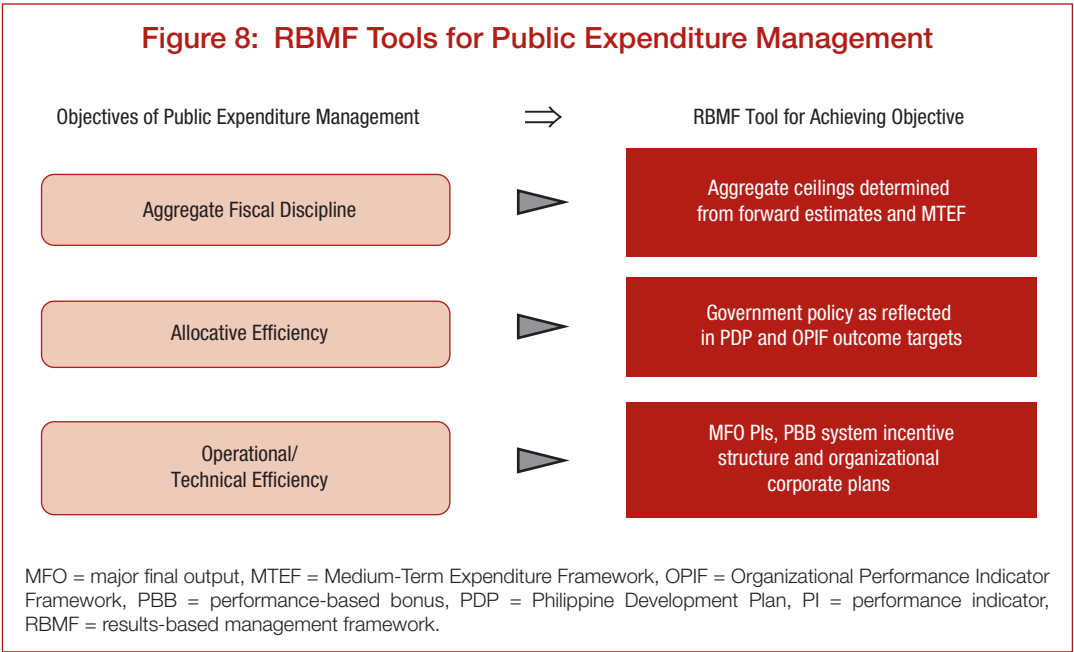 Figure 8: RBMF Tools for Public Expenditure Management
Objectives of Public Expenditure Management ⇒ RBMF Tool for Achieving Objective
Aggregate Fiscal Discipline
Aggregate ceilings determined
from forward estimates and MTEF
Allocative Efficiency
Government policy as reflected
in PDP and OPIF outcome targets
Operational/
Technical Efficiency
MFO PIs, PBB system incentive
structure and organizational
corporate plans
MFO = major final output, MTEF = Medium-Term Expenditure Framework, OPIF = Organizational Performance Indicator
Framework, PBB = performance-based bonus, PDP = Philippine Development Plan, PI = performance indicator,
RBMF = results-based management framework.